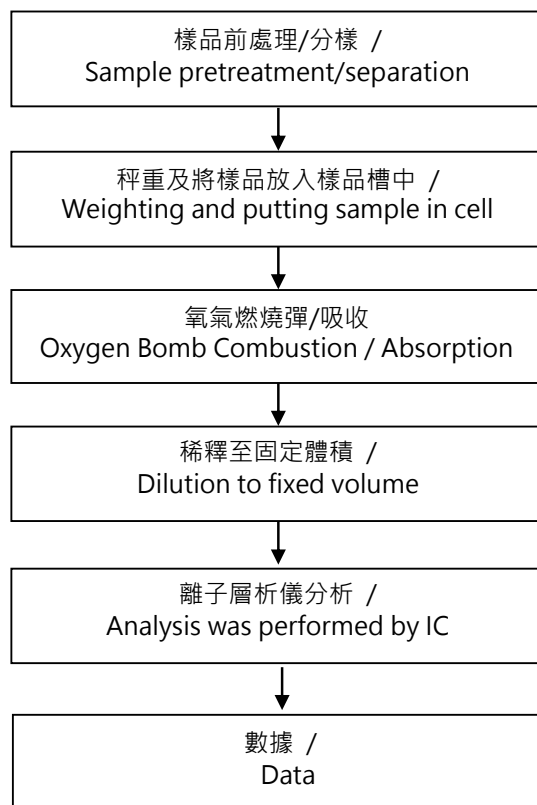 樣品前處理/分樣 /
Sample pretreatment/separation
秤重及將樣品放入樣品槽中 /
Weighting and putting sample in cell
氧氣燃燒彈/吸收
Oxygen Bomb Combustion / Absorption
稀釋至固定體積 /
Dilution to fixed volume
離子層析儀分析 /
Analysis was performed by IC
數據 /
Data